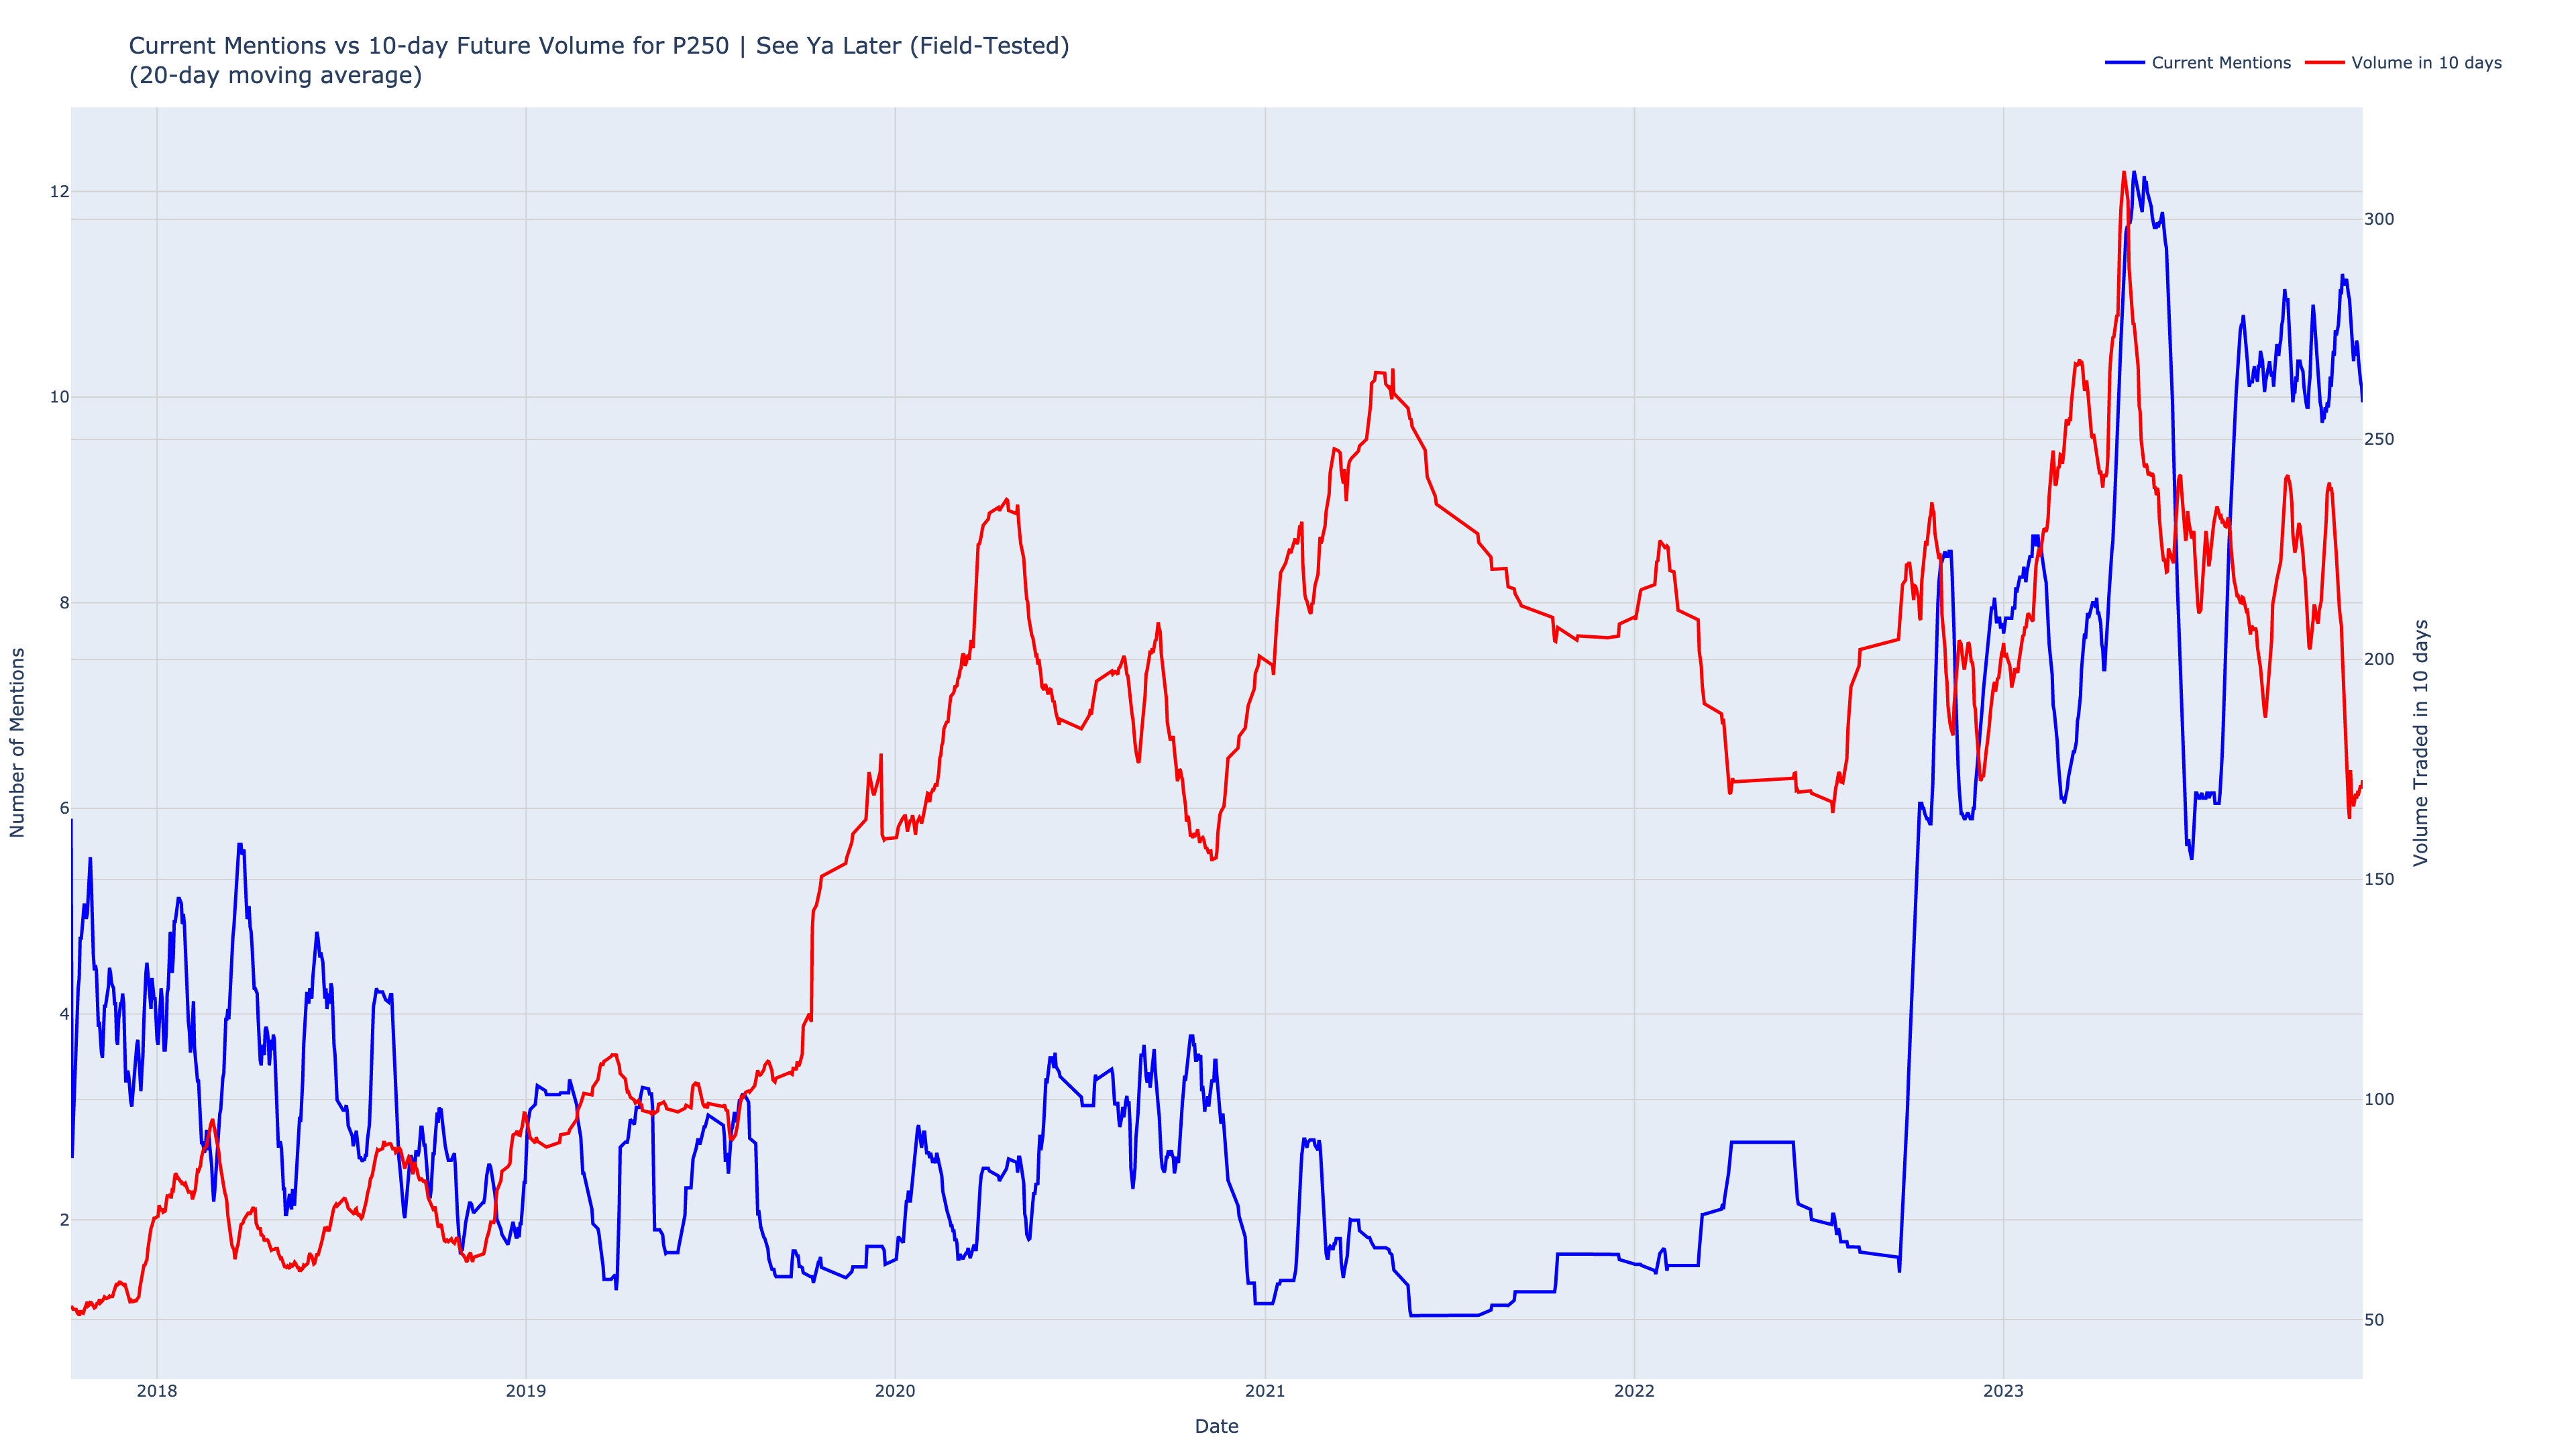 Current Mentions vs 10-day Future Volume for P250 | See Ya Later (Field-Tested)
(20-day moving average)
Current Mentions
Volume in 10 days
Number of Mentions
12
10
8
6
4
2
300
250
200
150
100
50
Volume Traded in 10 days
2018
2019
2020
2021
2022
2023
Date